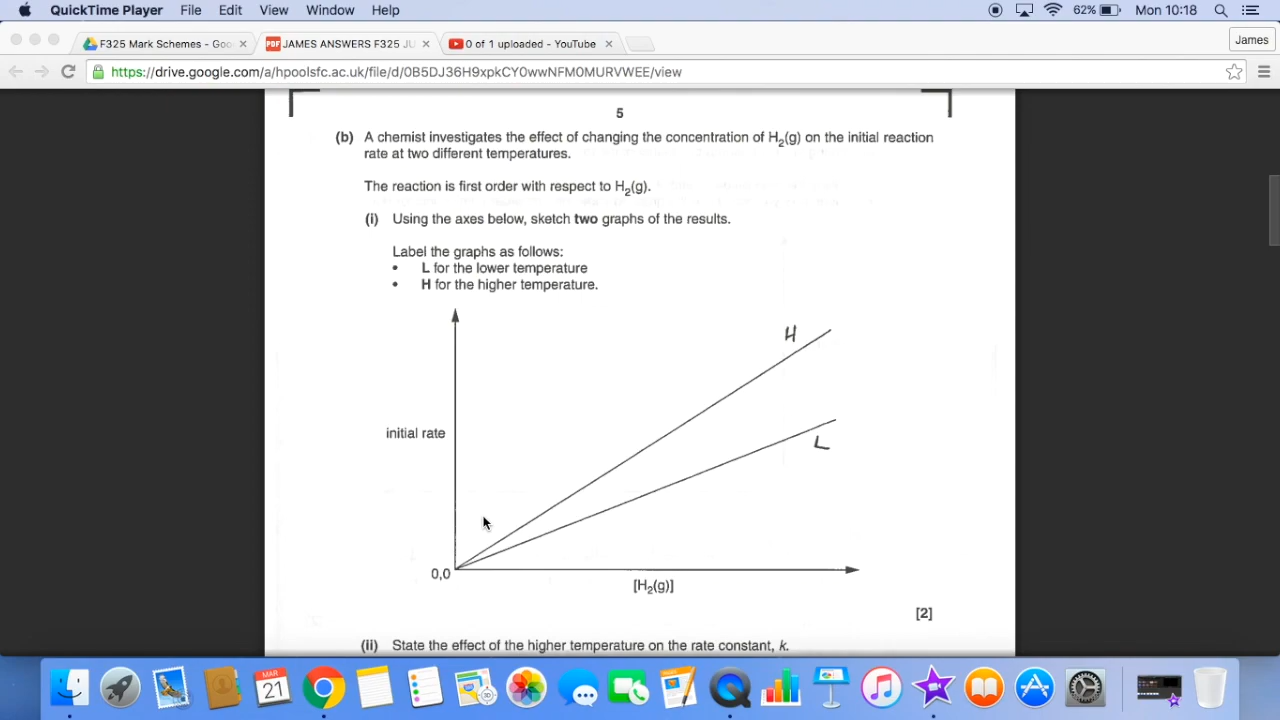 QuickTime Player File Edit View Window Help 62% Mon 10:18
F325 Mark Schemes - Goo JAMES ANSWERS F325 JU 0 of 1 uploaded - YouTube James
https://drive.google.com/a/hpoolsfc.ac.uk/file/d/0B5DJ36H9xpkCY0wwNFM0MURVWEE/view
5
(b) A chemist investigates the effect of changing the concentration of H₂(g) on the initial reaction
rate at two different temperatures.
The reaction is first order with respect to H₂(g).
(i) Using the axes below, sketch two graphs of the results.
Label the graphs as follows:
• L for the lower temperature
• H for the higher temperature.
H
initial rate
L
0,0
[H₂(g)]
[2]
(ii) State the effect of the higher temperature on the rate constant, k.
MAR
21